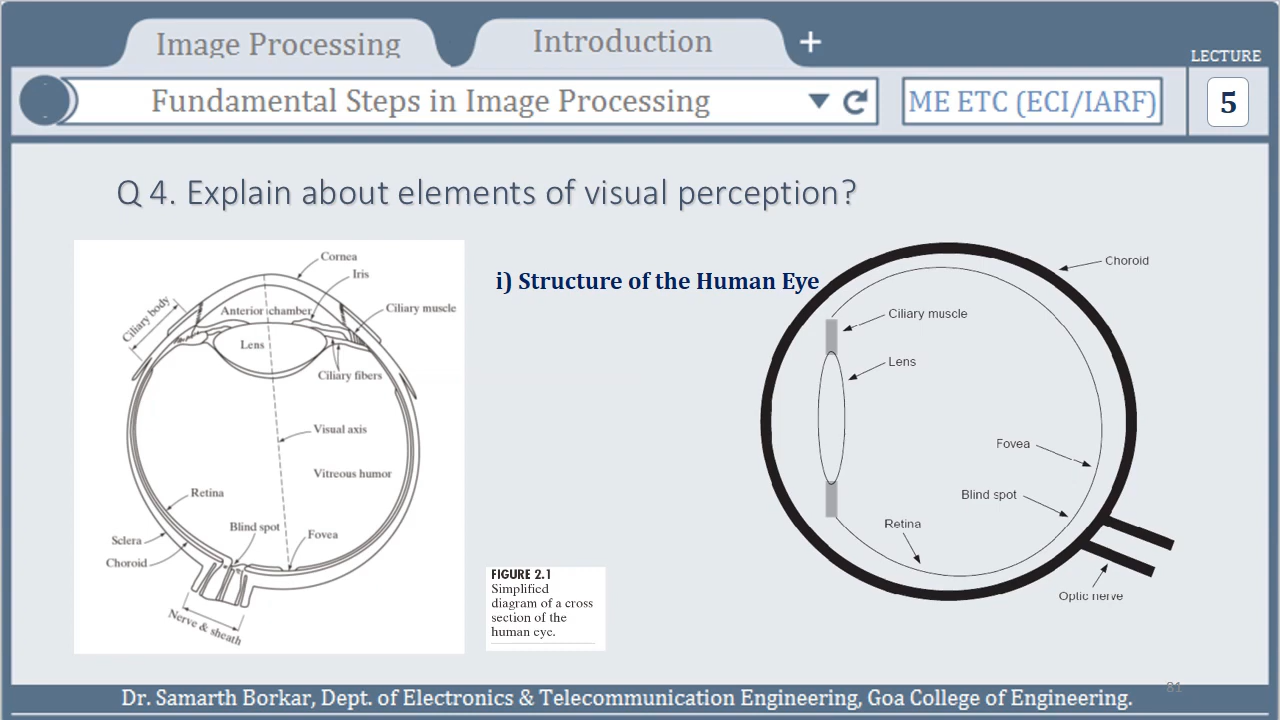 Image Processing
Introduction
+
LECTURE
Fundamental Steps in Image Processing
ME ETC (ECI/IARF)
5
Q 4. Explain about elements of visual perception?
i) Structure of the Human Eye
Cornea
Iris
Ciliary muscle
Ciliary body
Anterior chamber
Lens
Ciliary fibers
Visual axis
Vitreous humor
Retina
Blind spot
Fovea
Sclera
Choroid
Nerve & sheath
FIGURE 2.1
Simplified
diagram of a cross
section of the
human eye.
Choroid
Ciliary muscle
Lens
Fovea
Blind spot
Retina
Optic nerve
81
Dr. Samarth Borkar, Dept. of Electronics & Telecommunication Engineering, Goa College of Engineering.